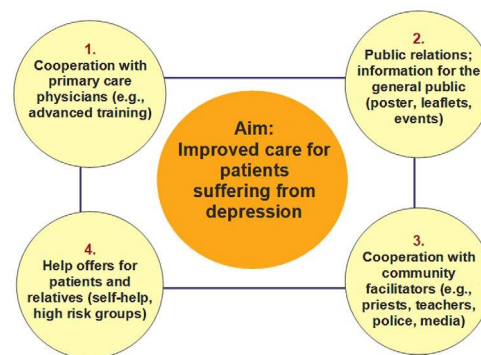 1.
Cooperation with
primary care
physicians (e.g.,
advanced training)
2.
Public relations;
information for the
general public
(poster, leaflets,
events)
Aim:
Improved care for
patients
suffering from
depression
4.
Help offers for
patients and
relatives (self-help,
high risk groups)
3.
Cooperation with
community
facilitators (e.g.,
priests, teachers,
police, media)